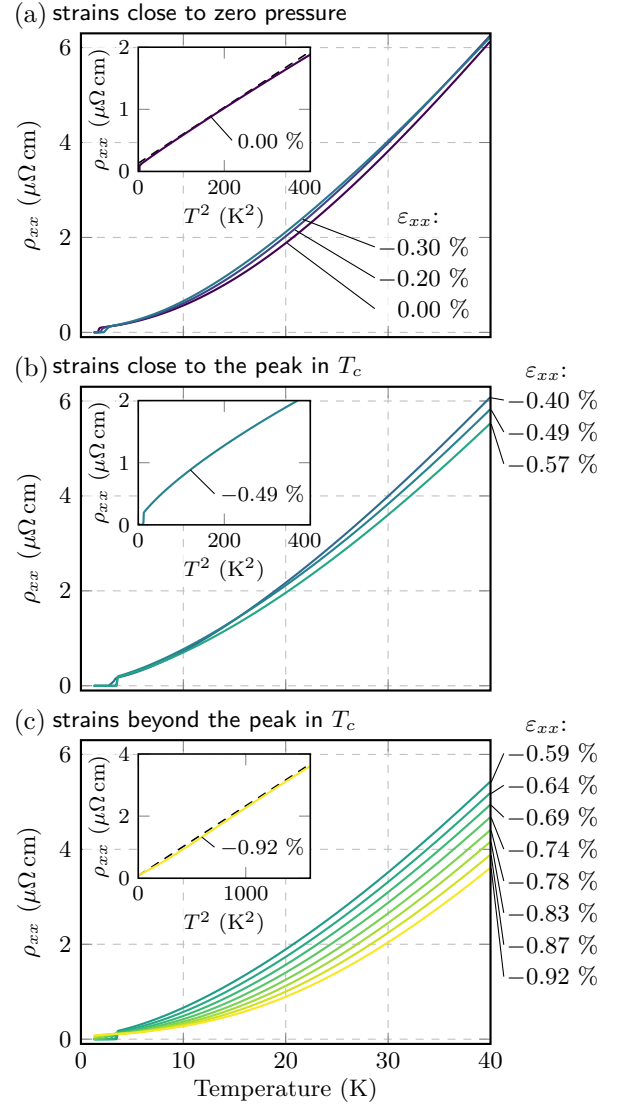 (a) strains close to zero pressure
6
4
2
0
ρxx (μΩ cm)
2
1
0
ρxx (μΩ cm)
0.00 %
0 200 400
T² (K²)
εxx:
−0.30 %
−0.20 %
0.00 %
(b) strains close to the peak in Tc
εxx:
−0.40 %
−0.49 %
−0.57 %
6
4
2
0
ρxx (μΩ cm)
2
1
0
ρxx (μΩ cm)
−0.49 %
0 200 400
T² (K²)
(c) strains beyond the peak in Tc
εxx:
−0.59 %
−0.64 %
−0.69 %
−0.74 %
−0.78 %
−0.83 %
−0.87 %
−0.92 %
6
4
2
0
ρxx (μΩ cm)
4
2
0
ρxx (μΩ cm)
−0.92 %
0 1000
T² (K²)
0 10 20 30 40
Temperature (K)